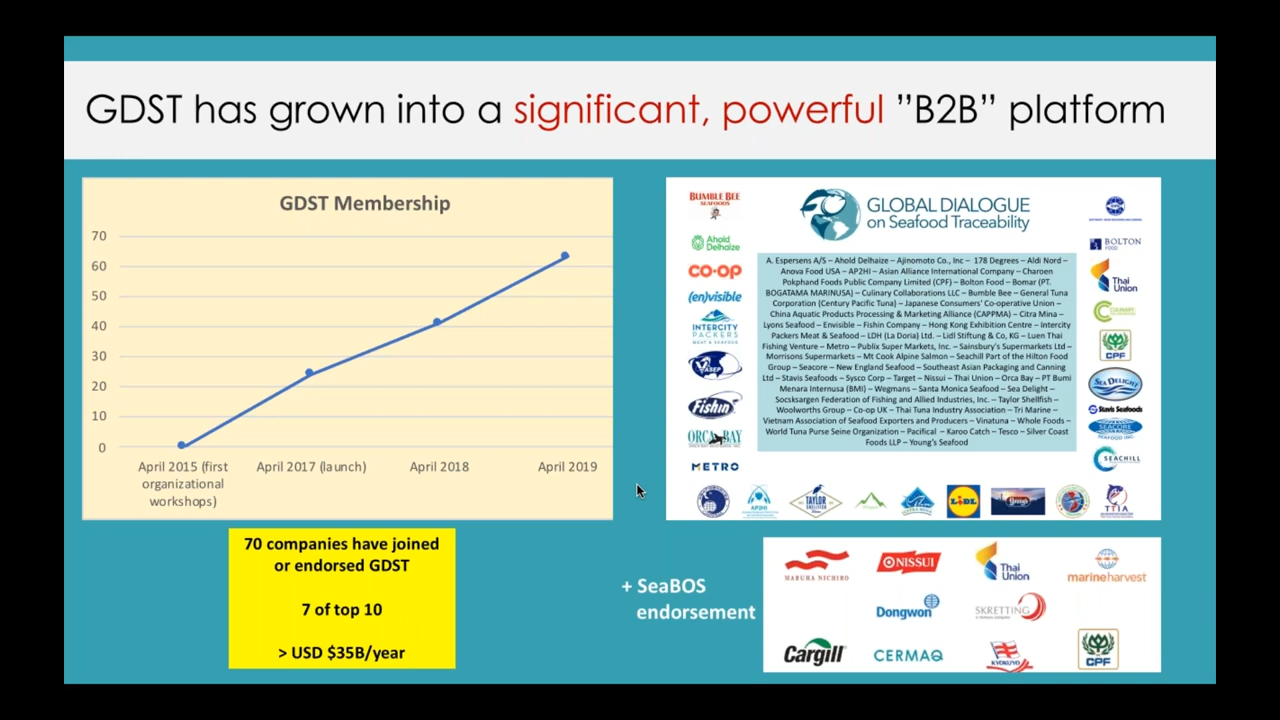 GDST has grown into a significant, powerful ”B2B” platform
GDST Membership
70
60
50
40
30
20
10
0
April 2015 (first
organizational
workshops)
April 2017 (launch)
April 2018
April 2019
70 companies have joined
or endorsed GDST
7 of top 10
> USD $35B/year
BUMBLE BEE
SEAFOODS
Ahold
Delhaize
CO-OP
(en)visible
INTERCITY
PACKERS
MEAT & SEAFOOD
VASEP
Fishin
ORCA BAY
METRO
GLOBAL DIALOGUE
on Seafood Traceability
A. Espersens A/S – Ahold Delhaize – Ajinomoto Co., Inc – 178 Degrees – Aldi Nord –
Anova Food USA – AP2HI – Asian Alliance International Company – Charoen
Pokphand Foods Public Company Limited (CPF) – Bolton Food – Bomar (PT.
BOGATAMA MARINUSA) – Culinary Collaborations LLC – Bumble Bee – General Tuna
Corporation (Century Pacific Tuna) – Japanese Consumers’ Co-operative Union –
China Aquatic Products Processing & Marketing Alliance (CAPPMA) – Citra Mina –
Lyons Seafood – Envisible – Fishin Company – Hong Kong Exhibition Centre – Intercity
Packers Meat & Seafood – LDH (La Doria) Ltd. – Lidl Stiftung & Co, KG – Luen Thai
Fishing Venture – Metro – Publix Super Markets, Inc. – Sainsbury’s Supermarkets Ltd –
Morrisons Supermarkets – Mt Cook Alpine Salmon – Seachill Part of the Hilton Food
Group – Seacore – New England Seafood – Southeast Asian Packaging and Canning
Ltd – Stavis Seafoods – Sysco Corp – Target – Nissui – Thai Union – Orca Bay – PT Bumi
Menara Internusa (BMI) – Wegmans – Santa Monica Seafood – Sea Delight –
Socsksargen Federation of Fishing and Allied Industries, Inc. – Taylor Shellfish –
Woolworths Group – Co-op UK – Thai Tuna Industry Association – Tri Marine –
Vietnam Association of Seafood Exporters and Producers – Vinatuna – Whole Foods –
World Tuna Purse Seine Organization – Pacifical – Karoo Catch – Tesco – Silver Coast
Foods LLP – Young’s Seafood
BOLTON
FOOD
Thai
Union
CULINARY
CPF
SEA DELIGHT
Stavis Seafoods
SEACORE
SEAFOOD INC.
SEACHILL
AP2HI
TAYLOR
SHELLFISH
LIDL
Young's
TTIA
+ SeaBOS
endorsement
MARUHA NICHIRO
NISSUI
Thai
Union
marineharvest
Dongwon
SKRETTING
Cargill
CERMAQ
KYOKUYO
CPF